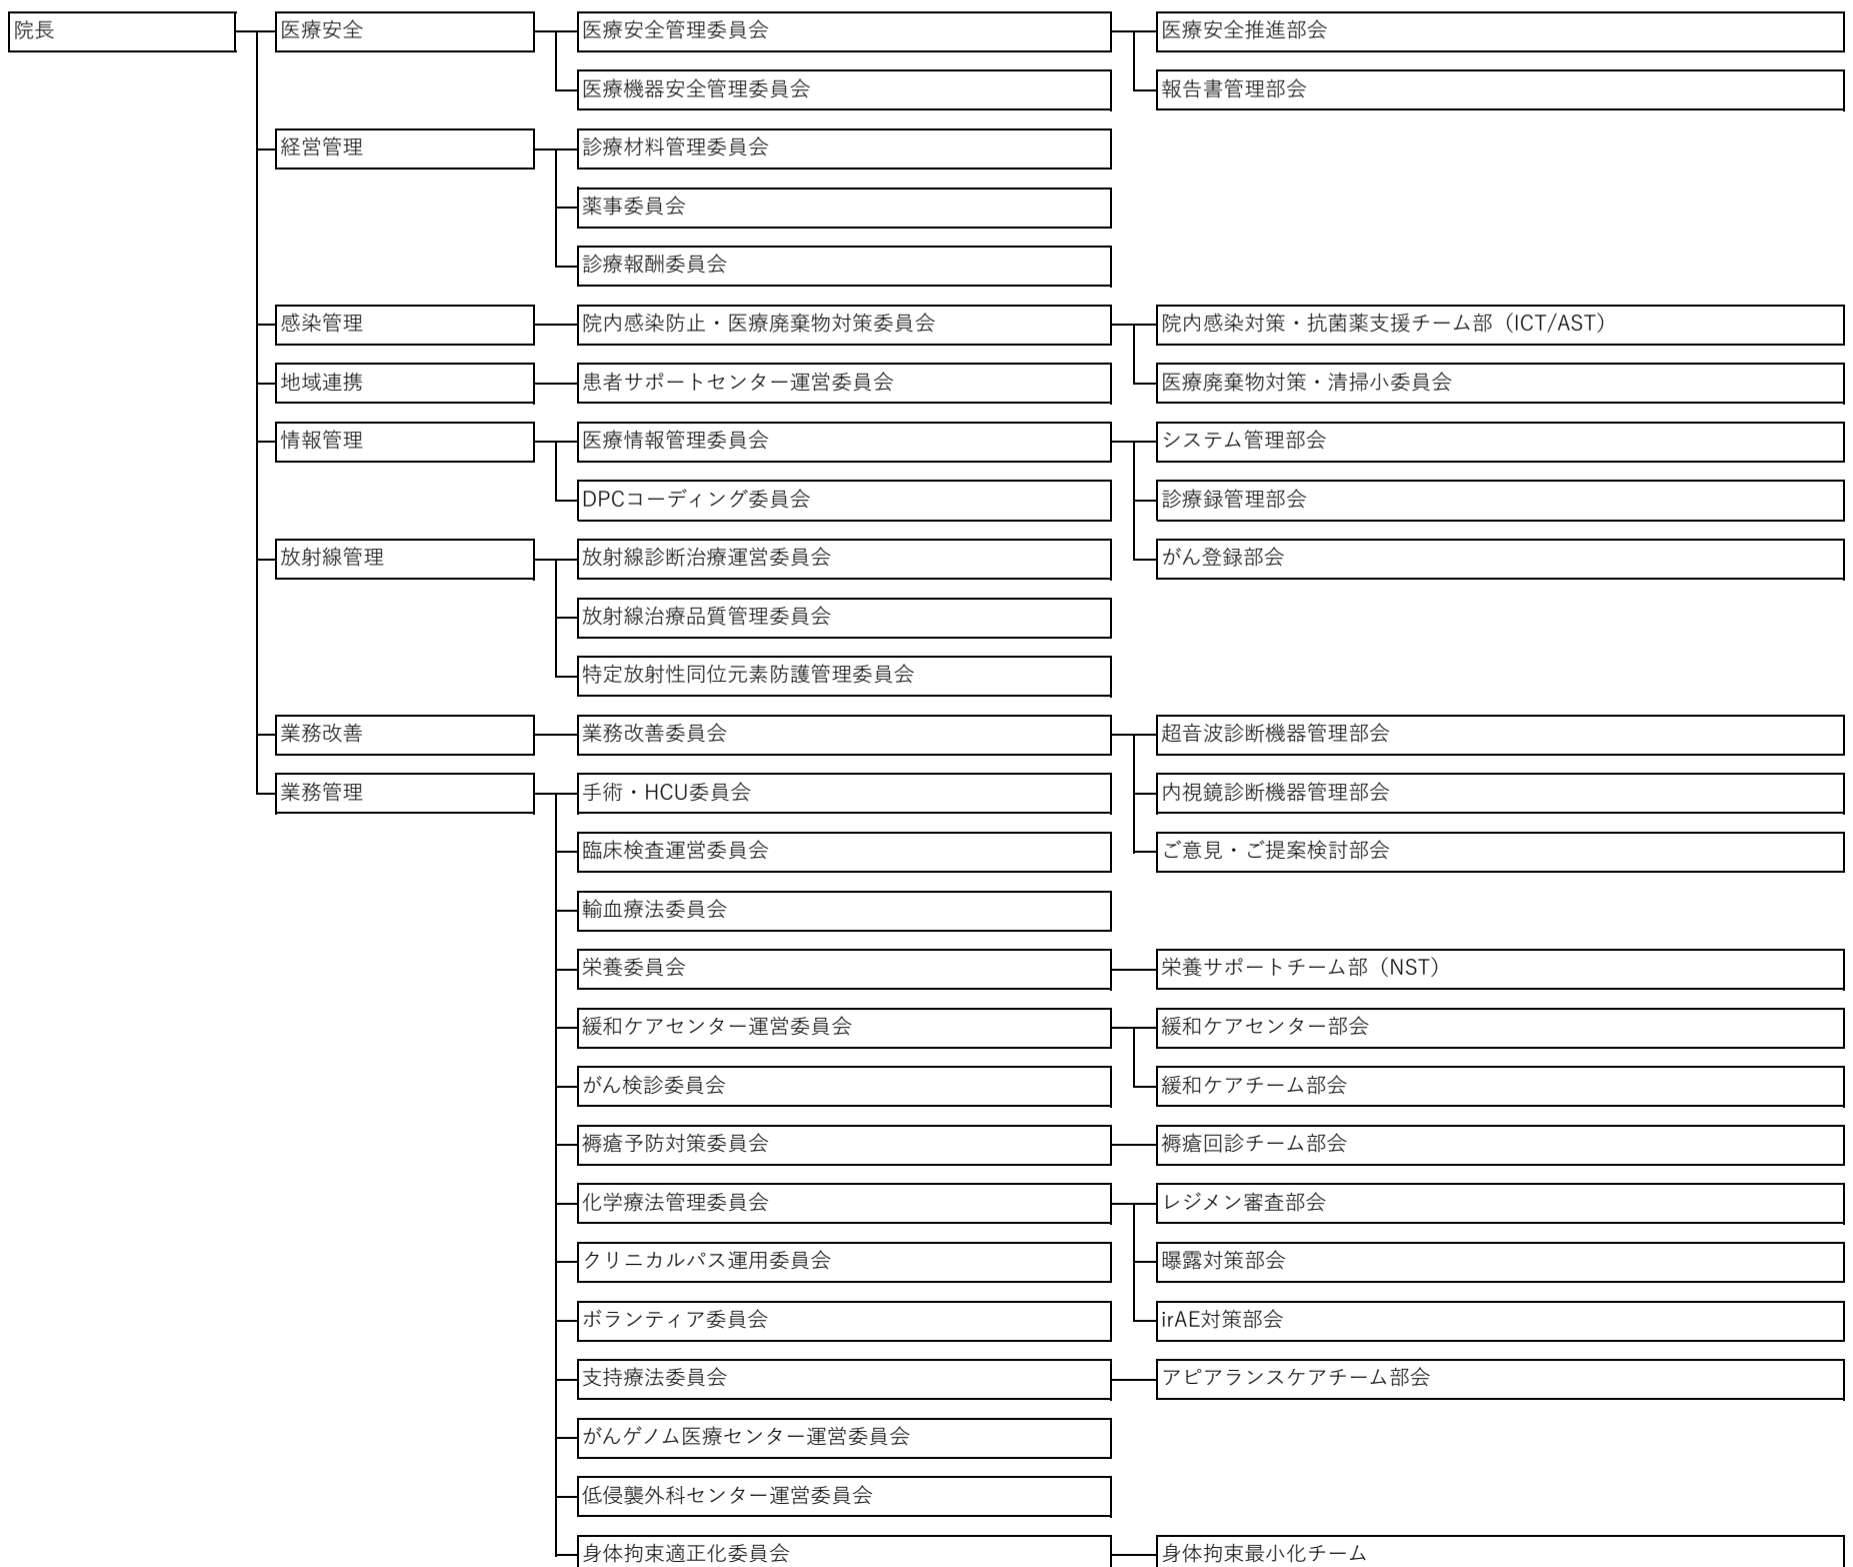 院長
医療安全
医療安全管理委員会
医療安全推進部会
医療機器安全管理委員会
報告書管理部会
経営管理
診療材料管理委員会
薬事委員会
診療報酬委員会
感染管理
院内感染防止・医療廃棄物対策委員会
院内感染対策・抗菌薬支援チーム部（ICT/AST）
地域連携
患者サポートセンター運営委員会
医療廃棄物対策・清掃小委員会
情報管理
医療情報管理委員会
システム管理部会
DPCコーディング委員会
診療録管理部会
放射線管理
放射線診断治療運営委員会
がん登録部会
放射線治療品質管理委員会
特定放射性同位元素防護管理委員会
業務改善
業務改善委員会
超音波診断機器管理部会
業務管理
手術・HCU委員会
内視鏡診断機器管理部会
臨床検査運営委員会
ご意見・ご提案検討部会
輸血療法委員会
栄養委員会
栄養サポートチーム部（NST）
緩和ケアセンター運営委員会
緩和ケアセンター部会
がん検診委員会
緩和ケアチーム部会
褥瘡予防対策委員会
褥瘡回診チーム部会
化学療法管理委員会
レジメン審査部会
クリニカルパス運用委員会
曝露対策部会
ボランティア委員会
irAE対策部会
支持療法委員会
アピアランスケアチーム部会
がんゲノム医療センター運営委員会
低侵襲外科センター運営委員会
身体拘束適正化委員会
身体拘束最小化チーム